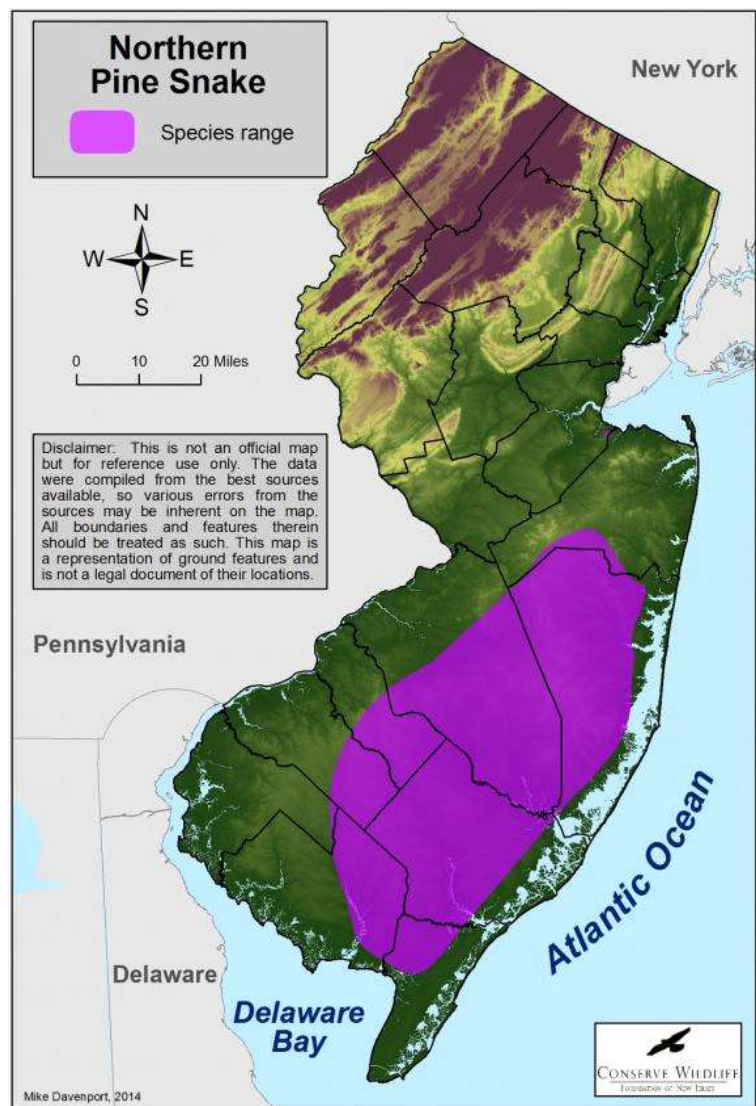 Northern
Pine Snake
Species range
New York
N
W E
S
0 10 20 Miles
Disclaimer: This is not an official map
but for reference use only. The data
were compiled from the best sources
available, so various errors from the
sources may be inherent on the map.
All boundaries and features therein
should be treated as such. This map is
a representation of ground features and
is not a legal document of their locations.
Pennsylvania
Atlantic Ocean
Delaware
Delaware
Bay
CONSERVE WILDLIFE
FOUNDATION OF NEW JERSEY
Mike Davenport, 2014